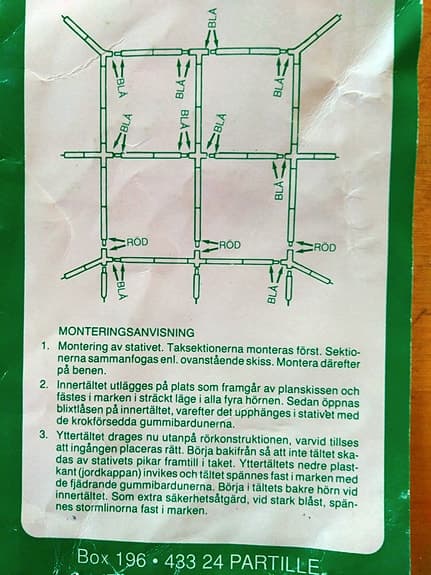 BLÅ
BLÅ BLÅ BLÅ
BLÅ BLÅ BLÅ
BLÅ
RÖD RÖD RÖD
BLÅ BLÅ
MONTERINGSANVISNING
1. Montering av stativet. Taksektionerna monteras först. Sektio-
nerna sammanfogas enl. ovanstående skiss. Montera därefter
på benen.
2. Innertältet utlägges på plats som framgår av planskissen och
fästes i marken i sträckt läge i alla fyra hörnen. Sedan öppnas
blixtlåsen på innertältet, varefter det upphänges i stativet med
de krokförsedda gummibardunerna.
3. Yttertältet drages nu utanpå rörkonstruktionen, varvid tillses
att ingången placeras rätt. Börja bakifrån så att inte tältet ska-
das av stativets pikar framtill i taket. Yttertältets nedre plast-
kant (jordkappan) invikes och tältet spännes fast i marken med
de fjädrande gummibardunerna. Börja i tältets bakre hörn vid
innertältet. Som extra säkerhetsåtgärd, vid stark blåst, spän-
nes stormlinorna fast i marken.
Box 196 • 433 24 PARTILLE